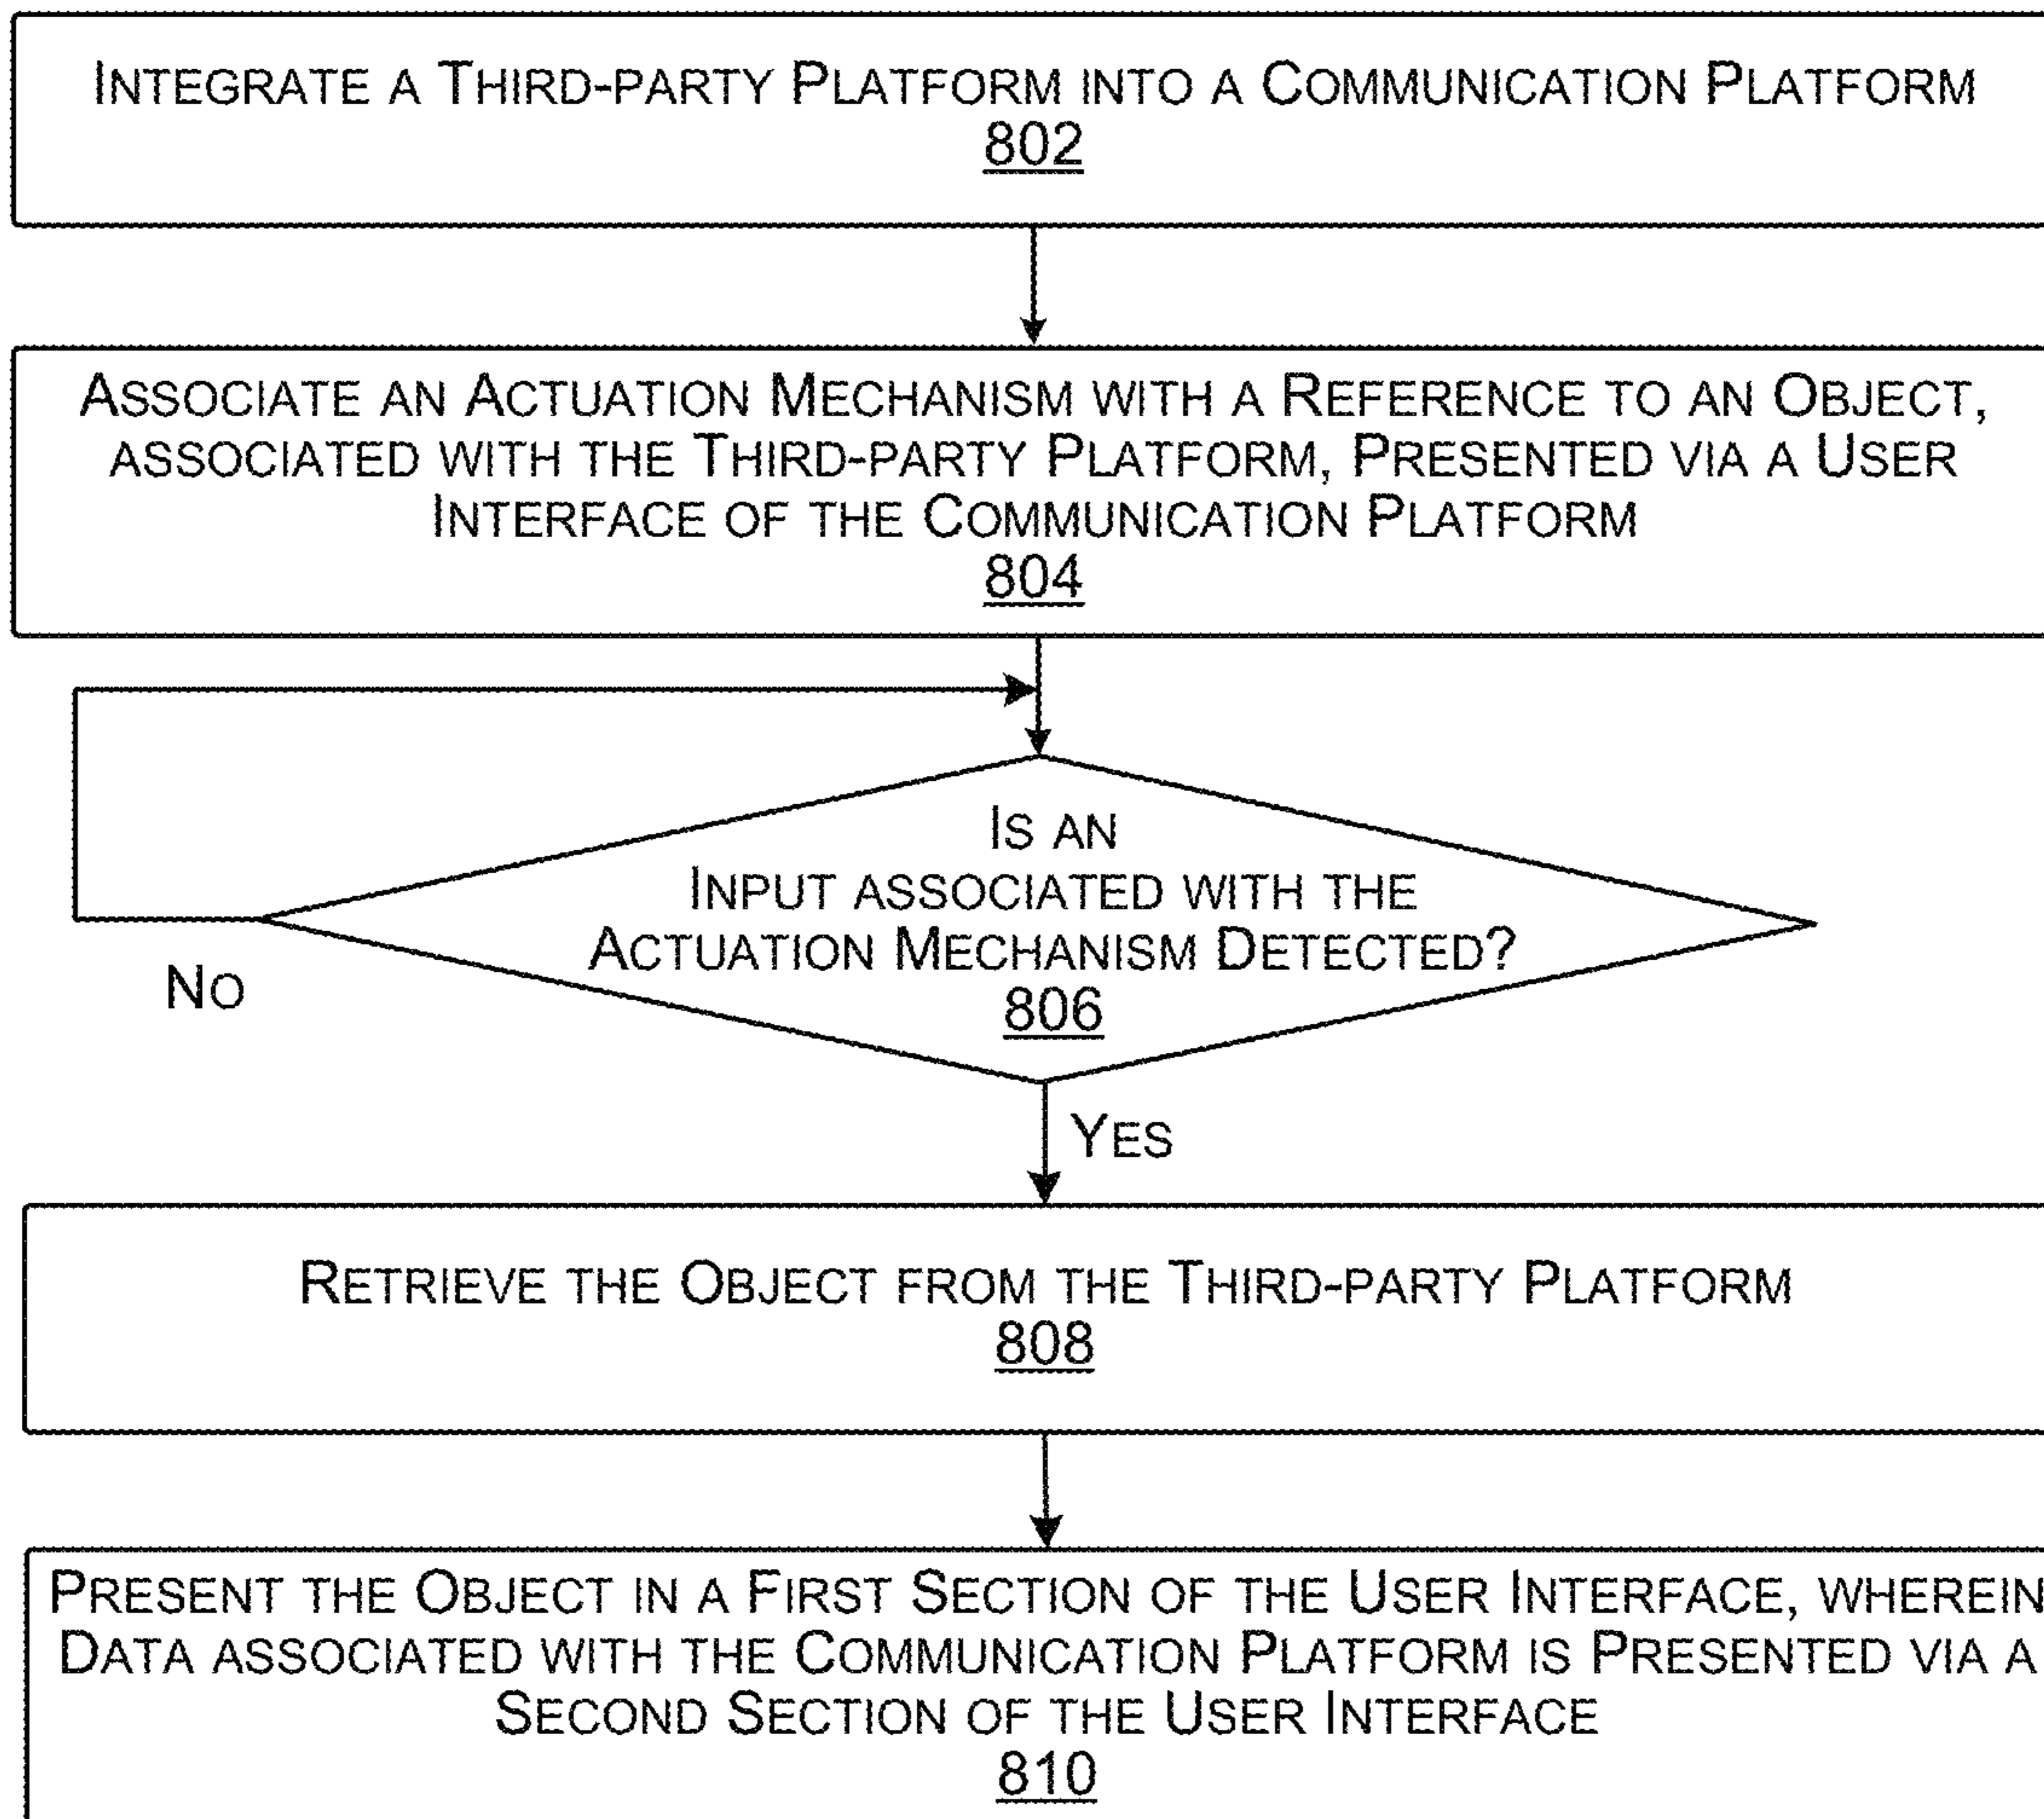 INTEGRATE A THIRD-PARTY PLATFORM INTO A COMMUNICATION PLATFORM
802
ASSOCIATE AN ACTUATION MECHANISM WITH A REFERENCE TO AN OBJECT,
ASSOCIATED WITH THE THIRD-PARTY PLATFORM, PRESENTED VIA A USER
INTERFACE OF THE COMMUNICATION PLATFORM
804
IS AN
INPUT ASSOCIATED WITH THE
ACTUATION MECHANISM DETECTED?
806
NO
YES
RETRIEVE THE OBJECT FROM THE THIRD-PARTY PLATFORM
808
PRESENT THE OBJECT IN A FIRST SECTION OF THE USER INTERFACE, WHEREIN
DATA ASSOCIATED WITH THE COMMUNICATION PLATFORM IS PRESENTED VIA A
SECOND SECTION OF THE USER INTERFACE
810